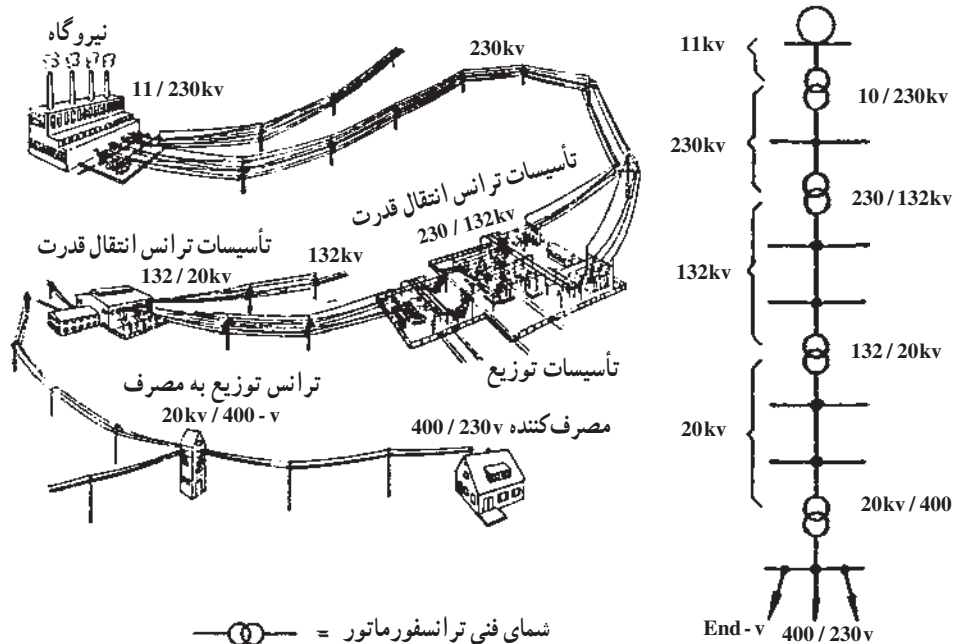 نیروگاه
11 / 230kv
230kv
تأسیسات ترانس انتقال قدرت
230 / 132kv
تأسیسات ترانس انتقال قدرت
132 / 20kv
132kv
تأسیسات توزیع
ترانس توزیع به مصرف
20kv / 400 - v
مصرف‌کننده 400 / 230v
شمای فنی ترانسفورماتور =
11kv
10 / 230kv
230kv
230 / 132kv
132kv
132 / 20kv
20kv
20kv / 400
End - v
400 / 230v